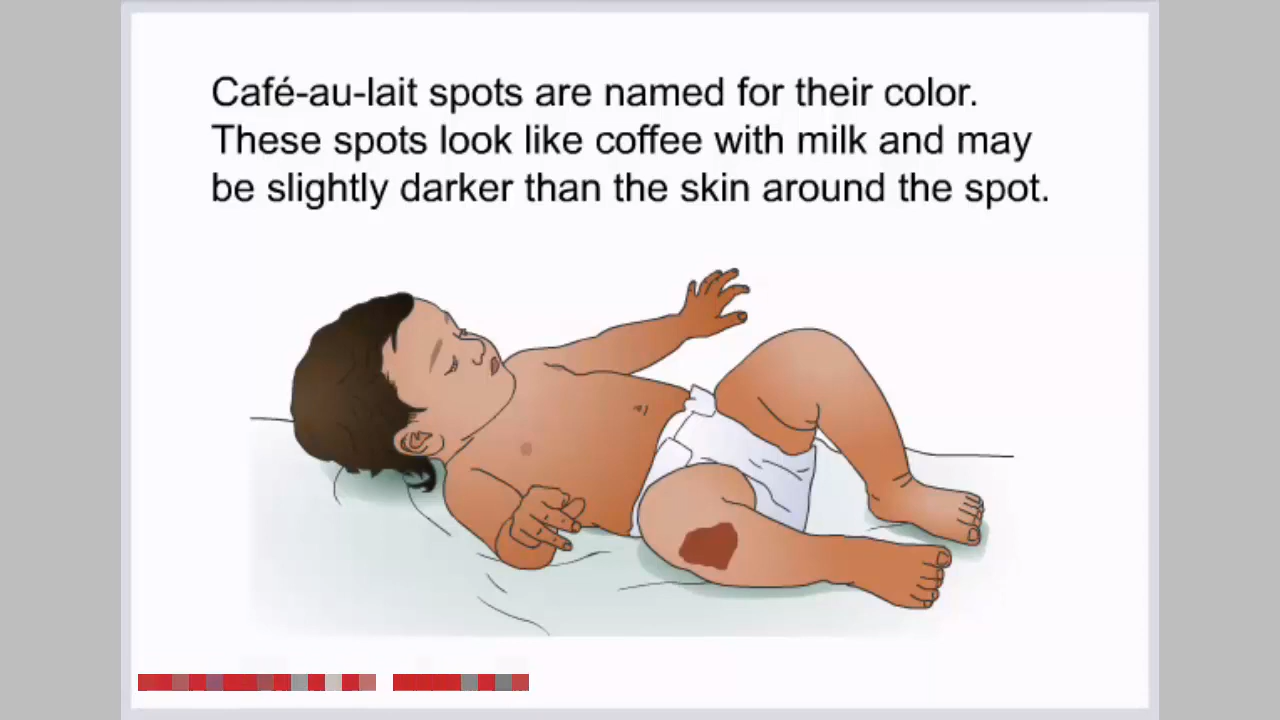 Café-au-lait spots are named for their color.
These spots look like coffee with milk and may
be slightly darker than the skin around the spot.